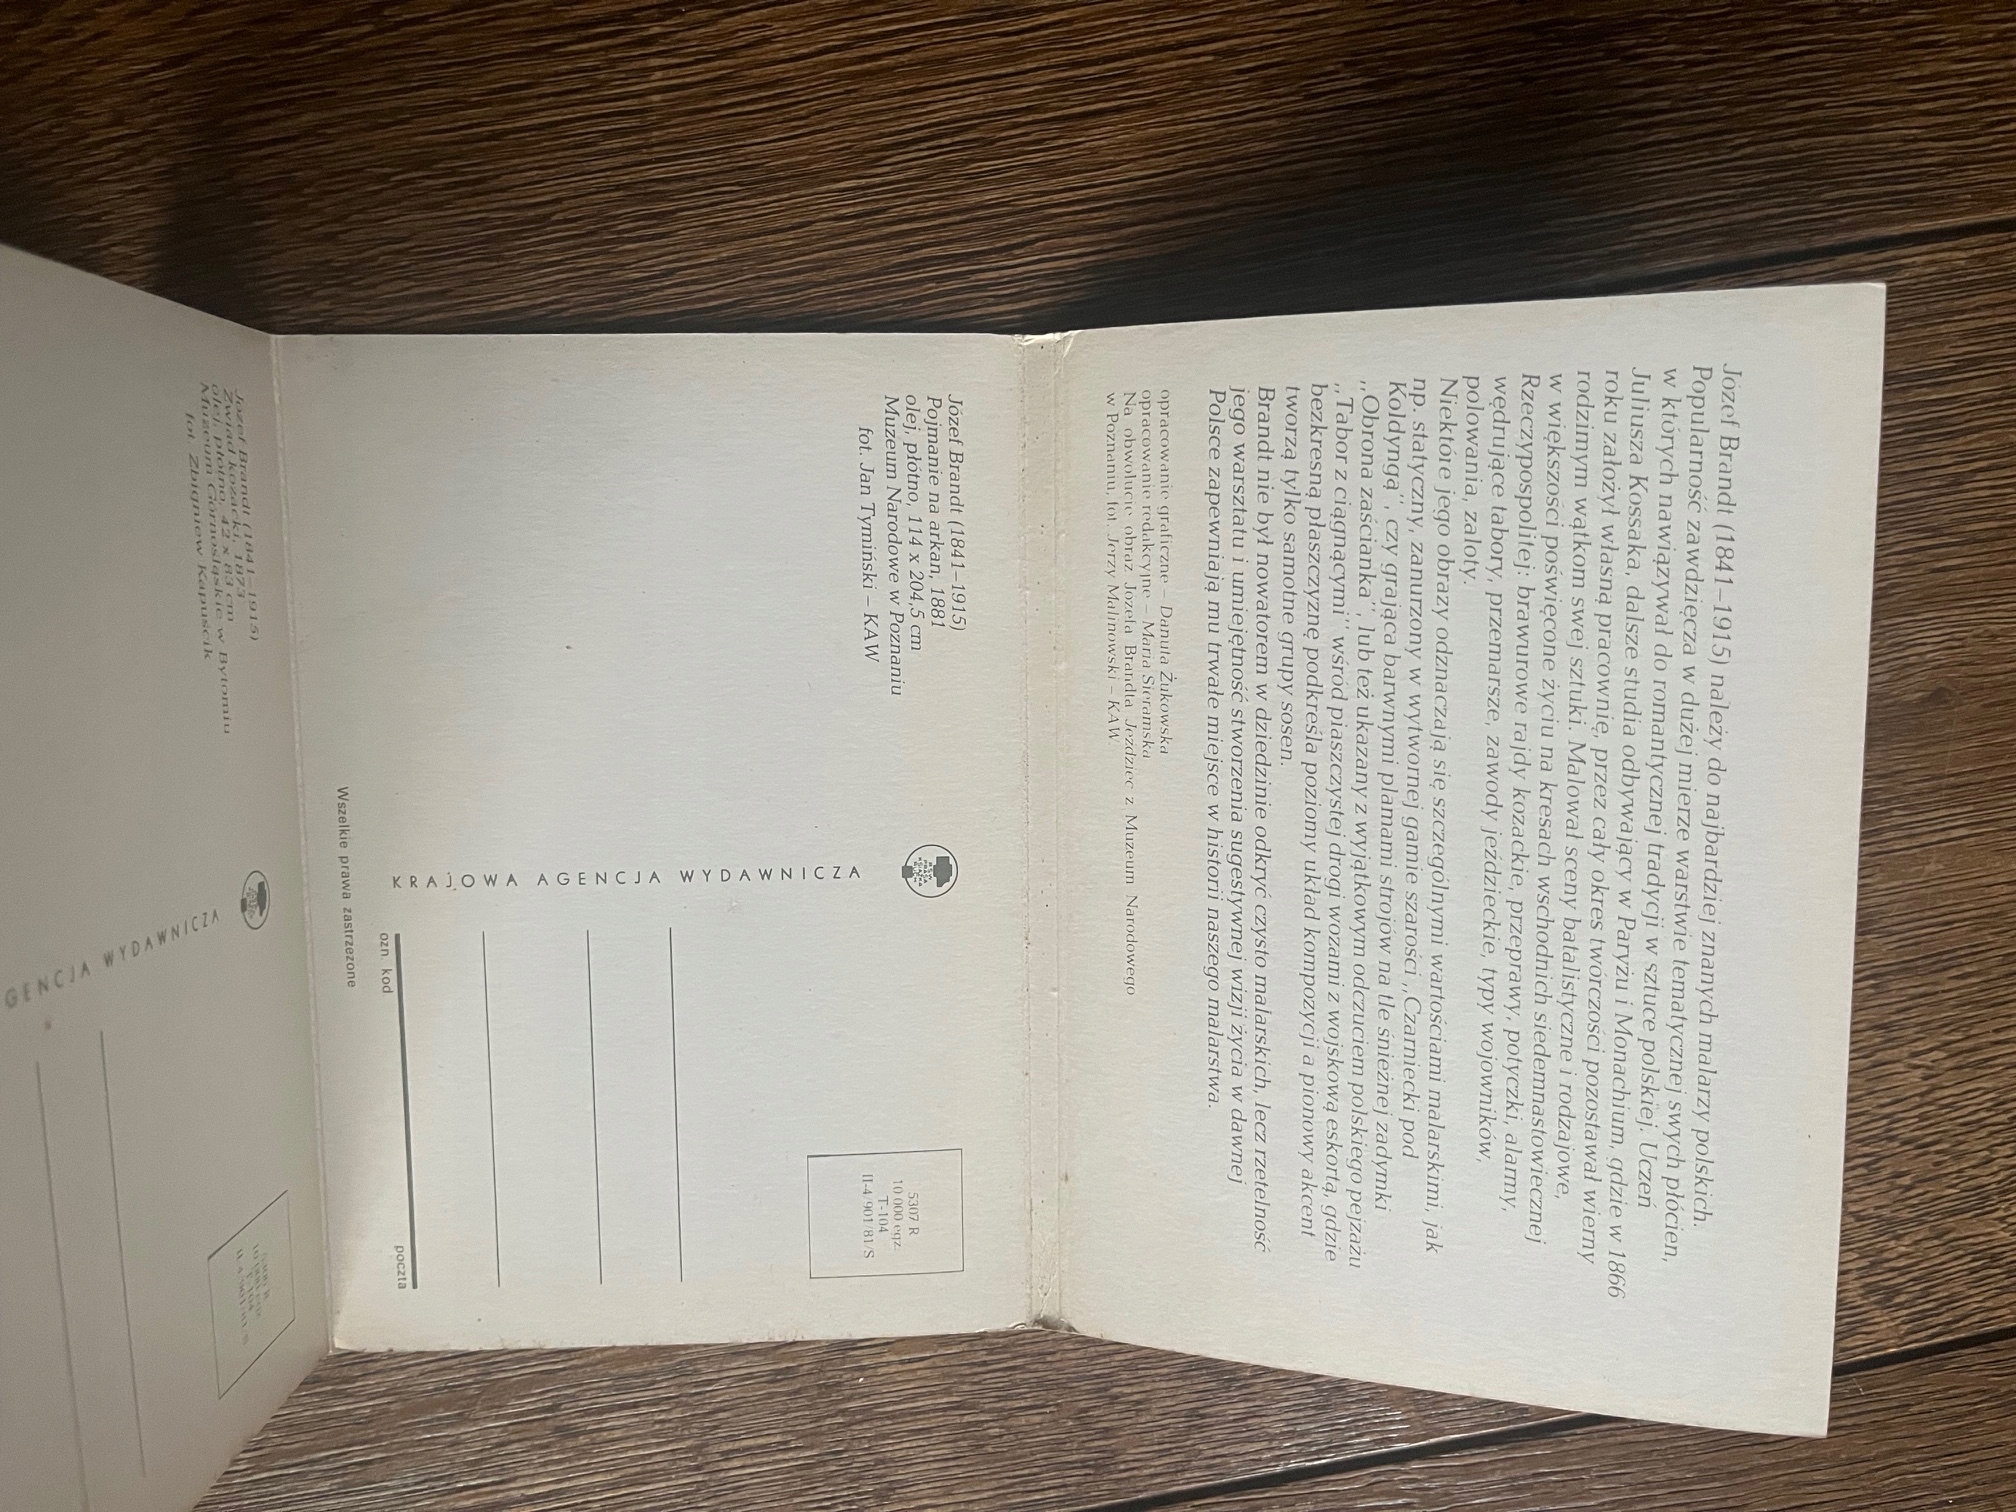 Józef Brandt (1841–1915) należy do najbardziej znanych malarzy polskich.
Popularność zawdzięcza w dużej mierze warstwie tematycznej swych płócien,
w których nawiązywał do romantycznej tradycji w sztuce polskiej. Uczeń
Juliusza Kossaka, dalsze studia odbywający w Paryżu i Monachium, gdzie w 1866
roku założył własną pracownię, przez cały okres twórczości pozostawał wierny
rodzimym wątkom swej sztuki. Malował sceny batalistyczne i rodzajowe,
w większości poświęcone życiu na kresach wschodnich siedemnastowiecznej
Rzeczypospolitej: brawurowe rajdy kozackie, przeprawy, potyczki, alarmy,
wędrujące tabory, przemarsze, zawody jeździeckie, typy wojowników,
polowania, zaloty.
Niektóre jego obrazy odznaczają się szczególnymi wartościami malarskimi, jak
np. statyczny, zanurzony w wytwornej gamie szarości ,,Czarniecki pod
Koldyngą'', czy grająca barwnymi plamami strojów na tle śnieżnej zadymki
,,Obrona zaścianka'', lub też ukazany z wyjątkowym odczuciem polskiego pejzażu
,,Tabor z ciągnącymi'' wśród piaszczystej drogi wozami z wojskową eskortą, gdzie
bezkresną płaszczyznę podkreśla poziomy układ kompozycji a pionowy akcent
tworzą tylko samotne grupy sosen.
Brandt nie był nowatorem w dziedzinie odkryć czysto malarskich, lecz rzetelność
jego warsztatu i umiejętność stworzenia sugestywnej wizji życia w dawnej
Polsce zapewniają mu trwałe miejsce w historii naszego malarstwa.
opracowanie graficzne – Danuta Żukowska
opracowanie redakcyjne – Maria Sieramska
Na obwolucie obraz Józefa Brandta Jeździec z Muzeum Narodowego
w Poznaniu, fot. Jerzy Malinowski – KAW
Józef Brandt (1841–1915)
Pojmanie na arkan, 1881
olej, płótno, 114 x 204,5 cm
Muzeum Narodowe w Poznaniu
fot. Jan Tymiński – KAW
KRAJOWA AGENCJA WYDAWNICZA
5307 R
10 000 egz.
T-104
II-4/901/81/S
ozn. kod
poczta
Wszelkie prawa zastrzeżone
Józef Brandt (1841–1915)
Zwiad kozacki, 1873
olej, płótno, 42 x 83 cm
Muzeum Górnośląskie w Bytomiu
fot. Zbigniew Kapuścik
GENCJA WYDAWNICZA